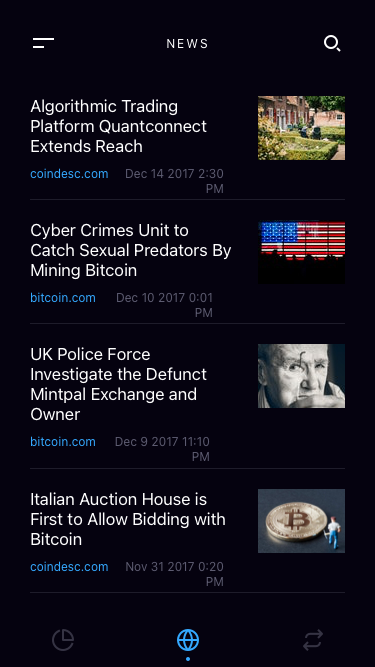 NEWS
Algorithmic Trading
Platform Quantconnect
Extends Reach
coindesc.com Dec 14 2017 2:30
PM
Cyber Crimes Unit to
Catch Sexual Predators By
Mining Bitcoin
bitcoin.com Dec 10 2017 0:01
PM
UK Police Force
Investigate the Defunct
Mintpal Exchange and
Owner
bitcoin.com Dec 9 2017 11:10
PM
Italian Auction House is
First to Allow Bidding with
Bitcoin
coindesc.com Nov 31 2017 0:20
PM